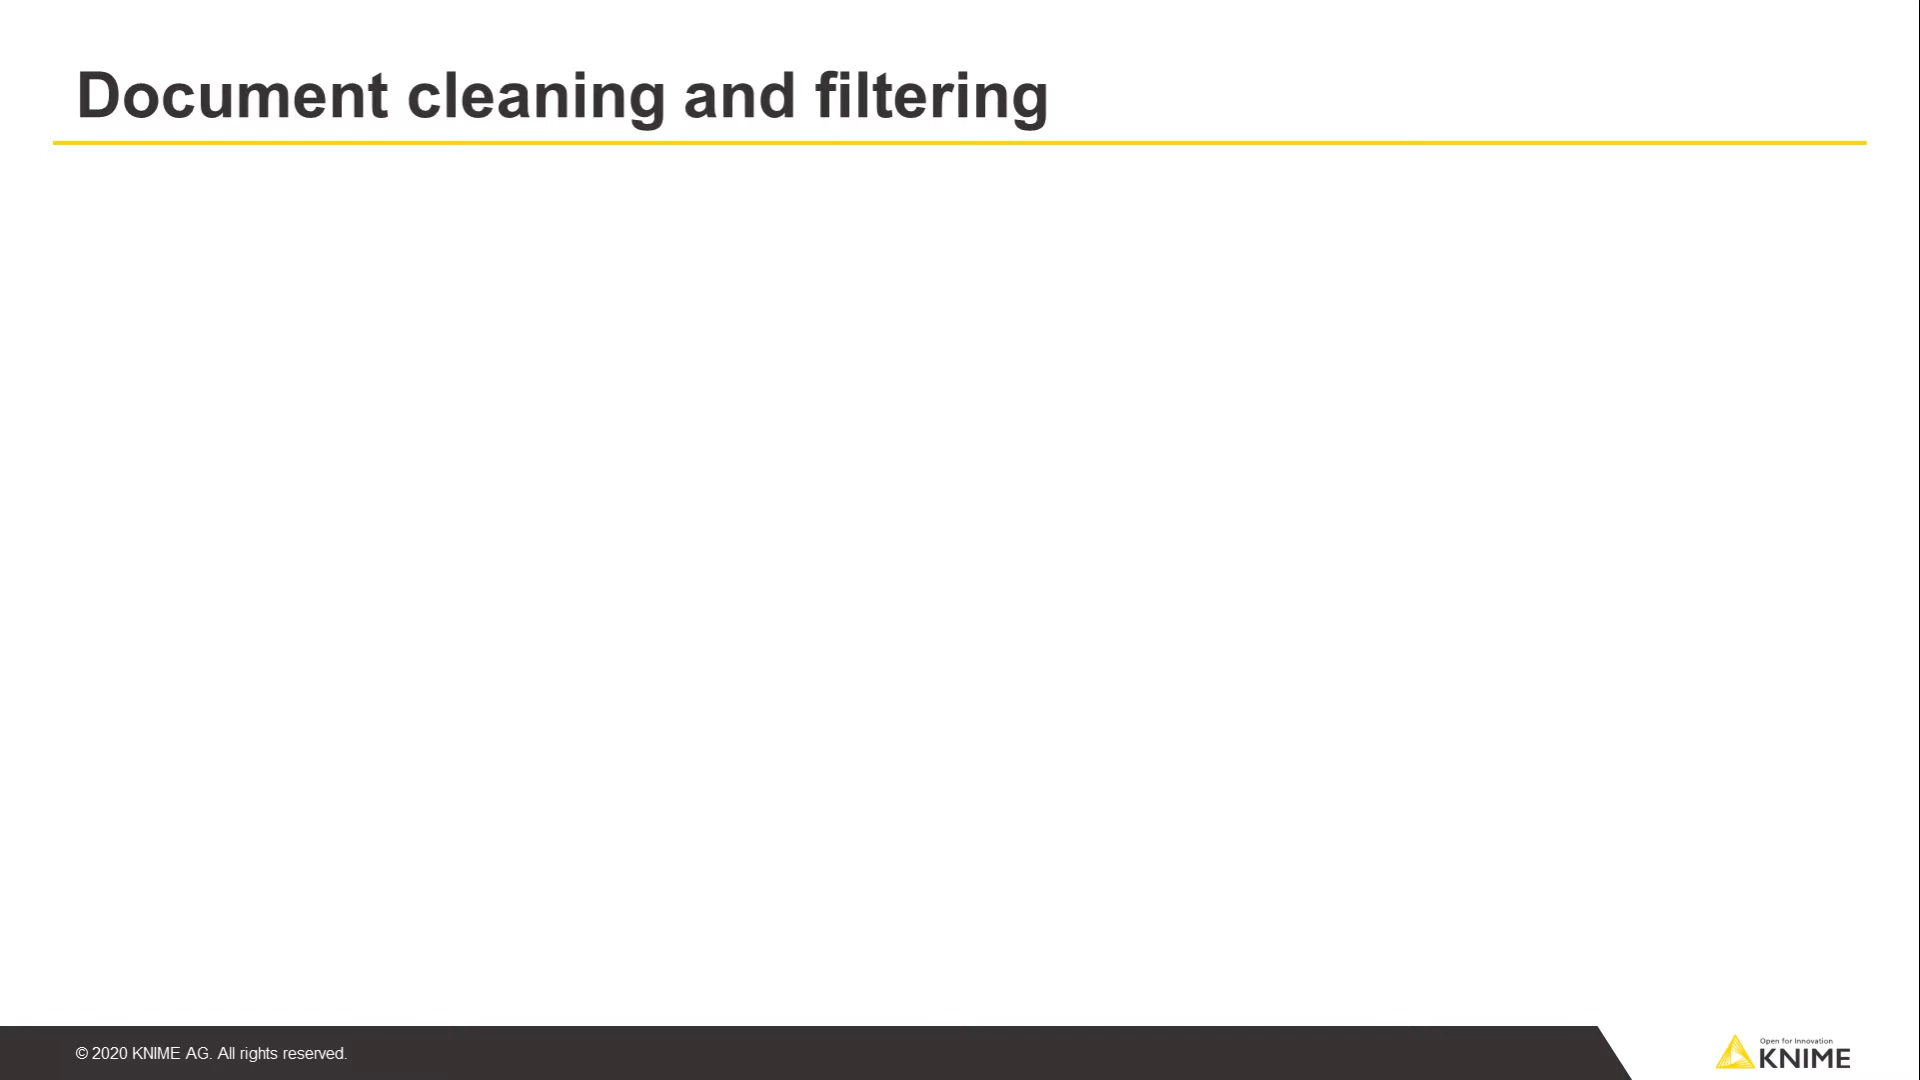 Document cleaning and filtering
© 2020 KNIME AG. All rights reserved.
Open for Innovation
KNIME